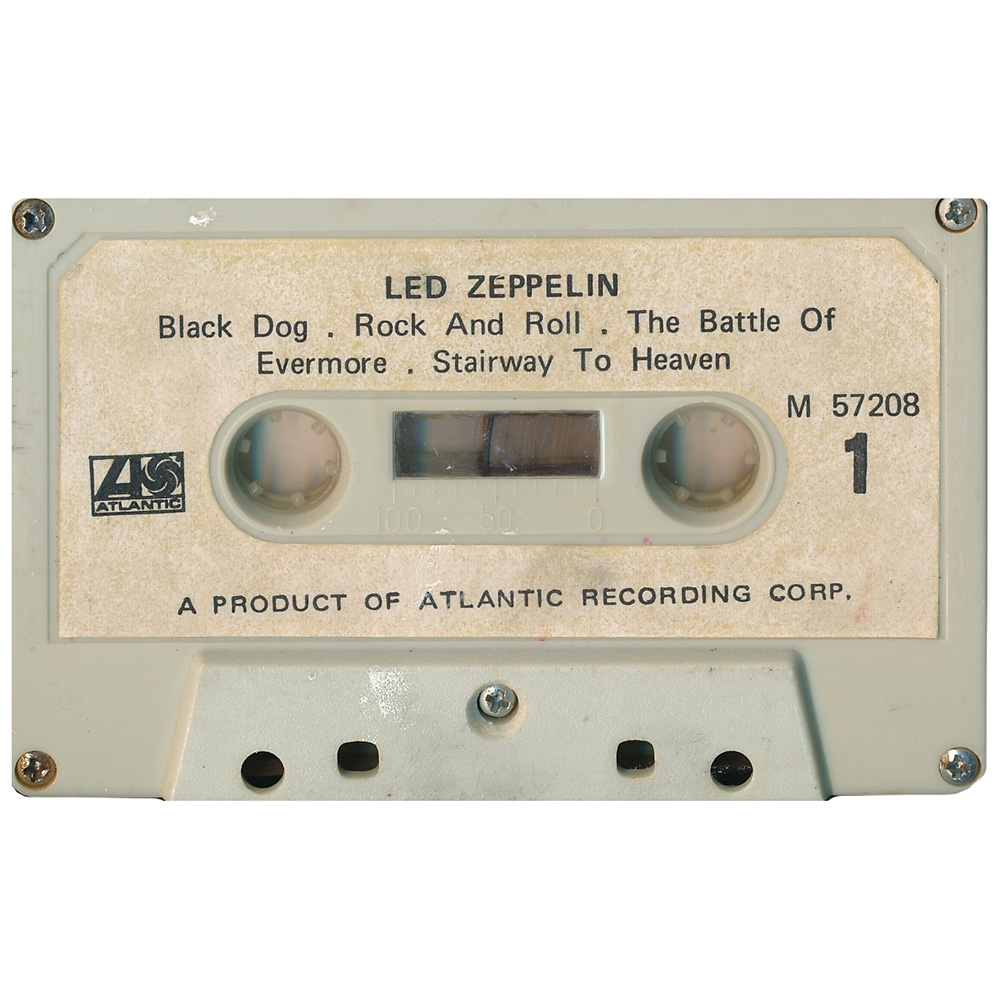 LED ZEPPELIN
Black Dog . Rock And Roll . The Battle Of
Evermore . Stairway To Heaven
M 57208
1
ATLANTIC
100 50 0
A PRODUCT OF ATLANTIC RECORDING CORP.